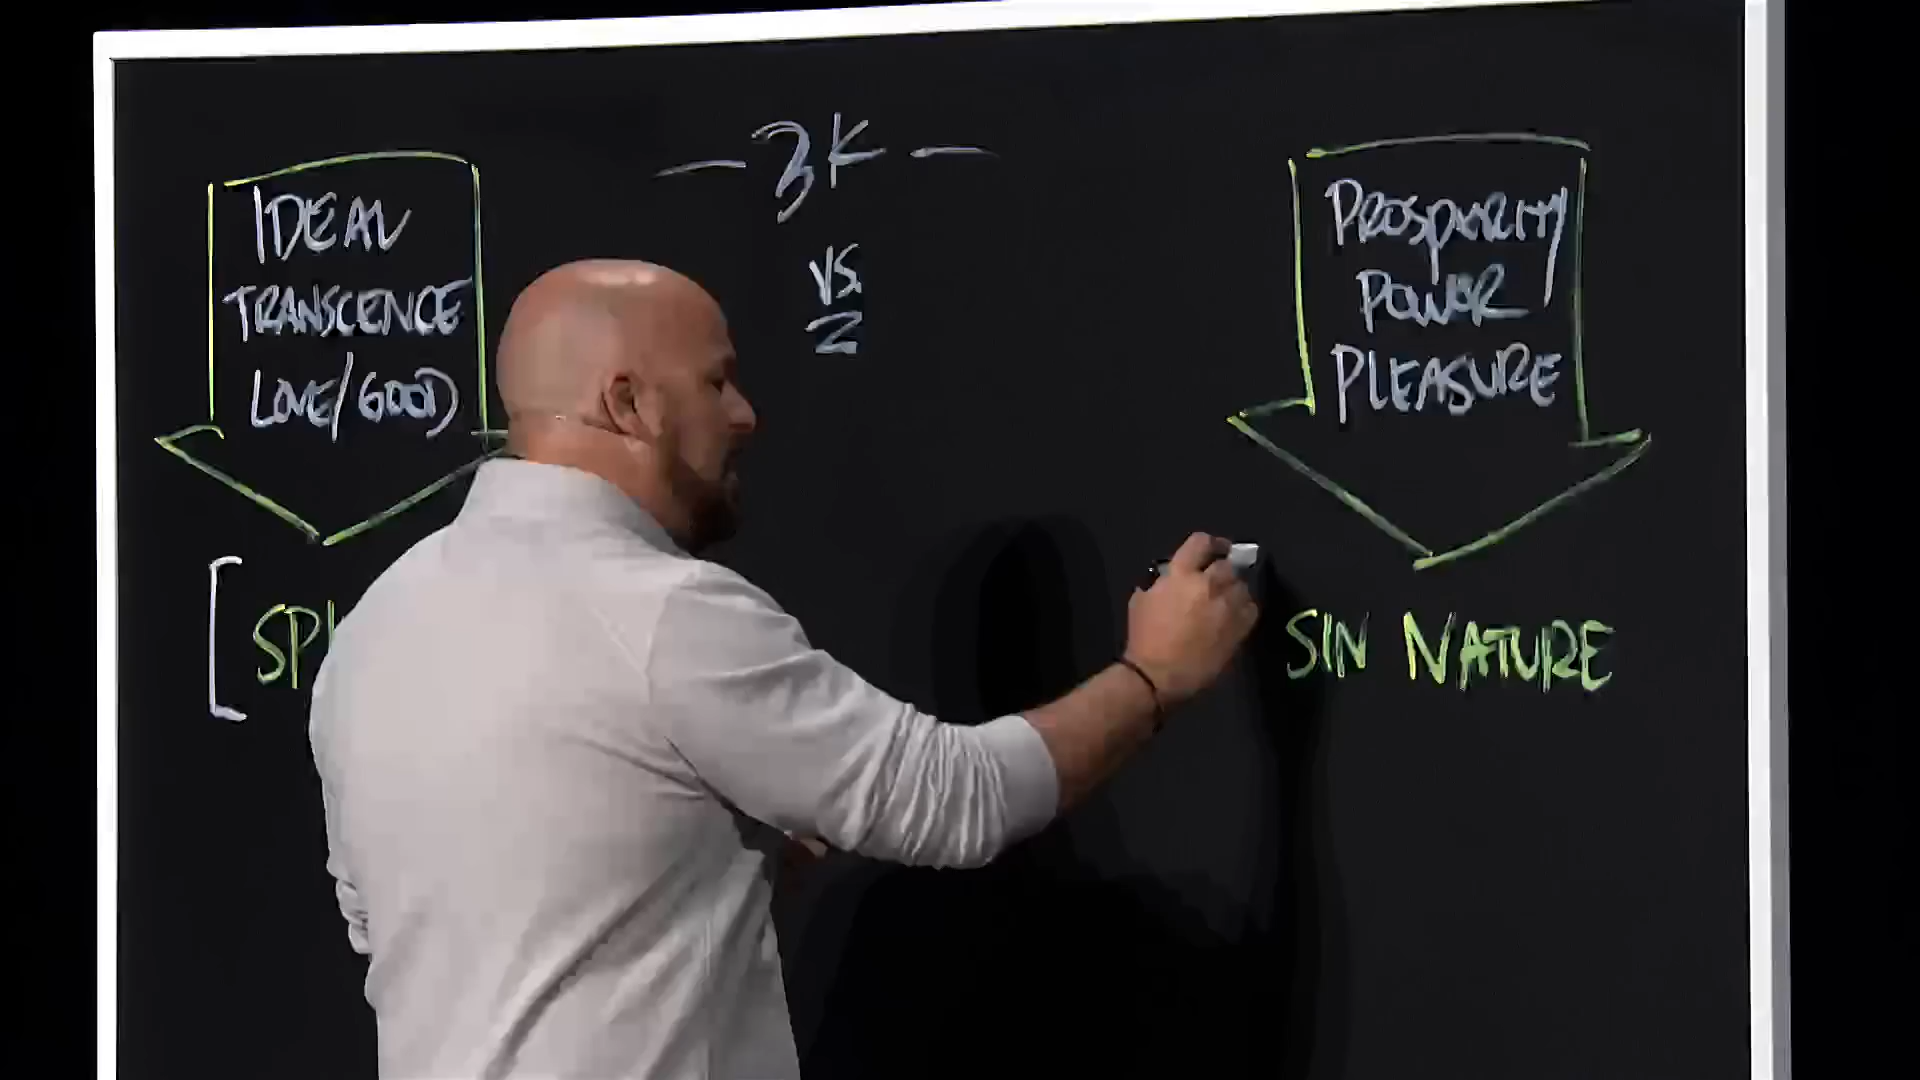 IDEAL
TRANSCENCE
LOVE/GOOD
[
—3K—
VS.
2
PROSPERITY
POWER
PLEASURE
SIN NATURE